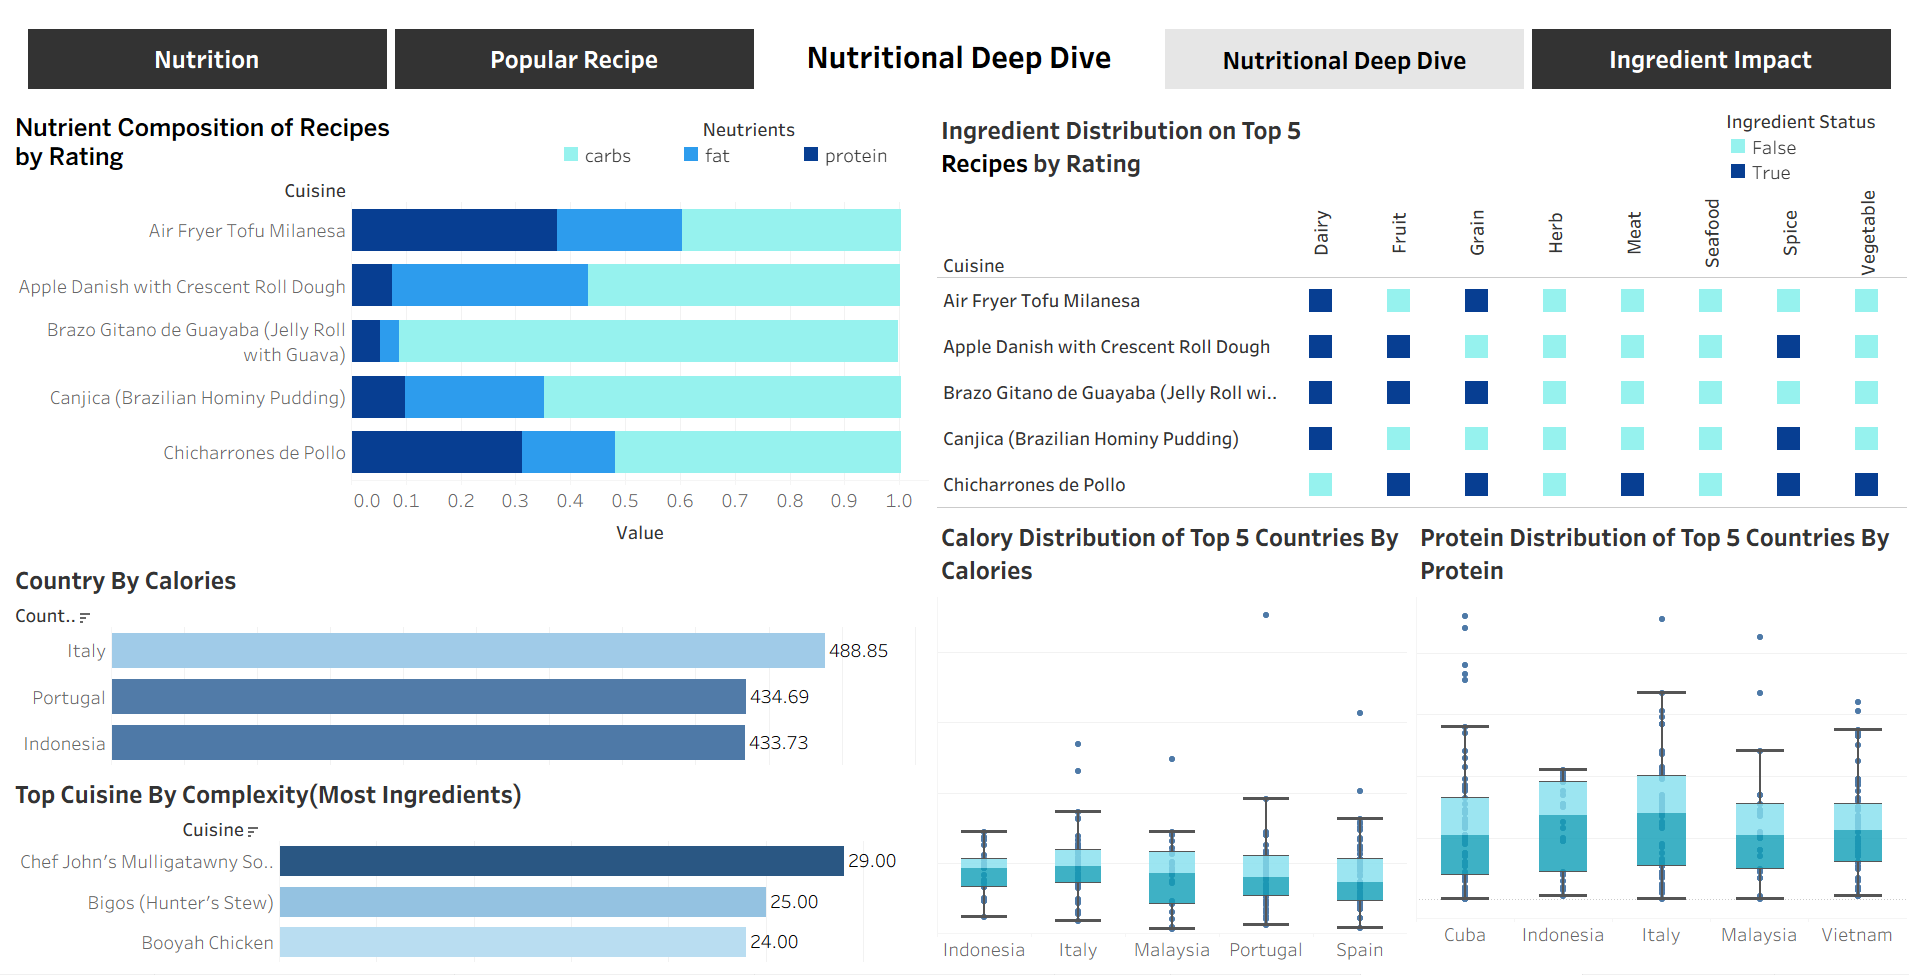 Nutrition
Popular Recipe
Nutritional Deep Dive
Nutritional Deep Dive
Ingredient Impact
Nutrient Composition of Recipes
by Rating
Neutrients
carbs
fat
protein
Cuisine
Air Fryer Tofu Milanesa
Apple Danish with Crescent Roll Dough
Brazo Gitano de Guayaba (Jelly Roll
with Guava)
Canjica (Brazilian Hominy Pudding)
Chicharrones de Pollo
0.0 0.1 0.2 0.3 0.4 0.5 0.6 0.7 0.8 0.9 1.0
Value
Ingredient Distribution on Top 5
Recipes by Rating
Ingredient Status
False
True
Cuisine
Dairy
Fruit
Grain
Herb
Meat
Seafood
Spice
Vegetable
Air Fryer Tofu Milanesa
Apple Danish with Crescent Roll Dough
Brazo Gitano de Guayaba (Jelly Roll wi..
Canjica (Brazilian Hominy Pudding)
Chicharrones de Pollo
Country By Calories
Count..
Italy 488.85
Portugal 434.69
Indonesia 433.73
Top Cuisine By Complexity(Most Ingredients)
Cuisine
Chef John's Mulligatawny So.. 29.00
Bigos (Hunter's Stew) 25.00
Booyah Chicken 24.00
Calory Distribution of Top 5 Countries By
Calories
Indonesia Italy Malaysia Portugal Spain
Protein Distribution of Top 5 Countries By
Protein
Cuba Indonesia Italy Malaysia Vietnam